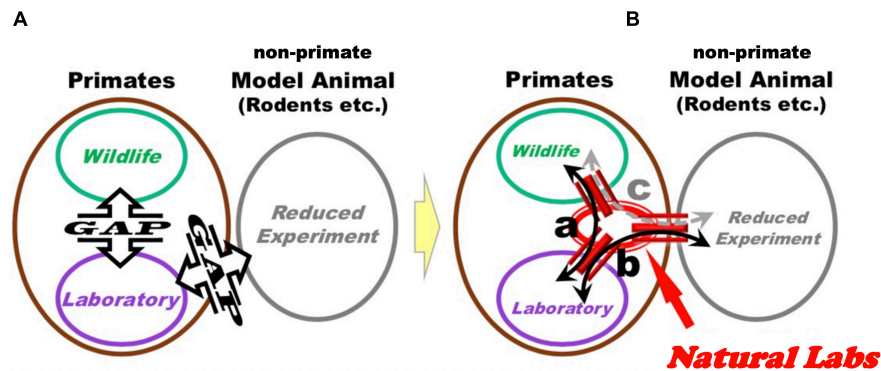 A
Primates
non-primate
Model Animal
(Rodents etc.)
Wildlife
GAP
Laboratory
GAP
Reduced
Experiment
B
Primates
non-primate
Model Animal
(Rodents etc.)
Wildlife
c
a
b
Reduced
Experiment
Laboratory
Natural Labs